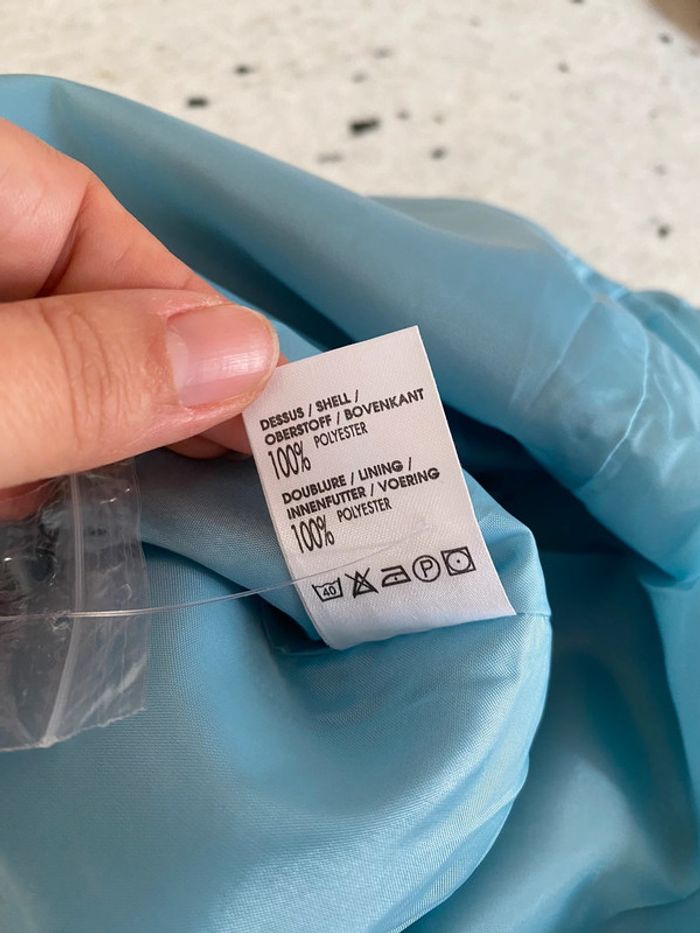 DESSUS / SHELL /
OBERSTOFF / BOVENKANT
100% POLYESTER
DOUBLURE / LINING /
INNENFUTTER / VOERING
100% POLYESTER
40 P